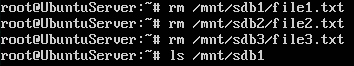 root@UbuntuServer:~# rm /mnt/sdb1/file1.txt
root@UbuntuServer:~# rm /mnt/sdb2/file2.txt
root@UbuntuServer:~# rm /mnt/sdb3/file3.txt
root@UbuntuServer:~# ls /mnt/sdb1